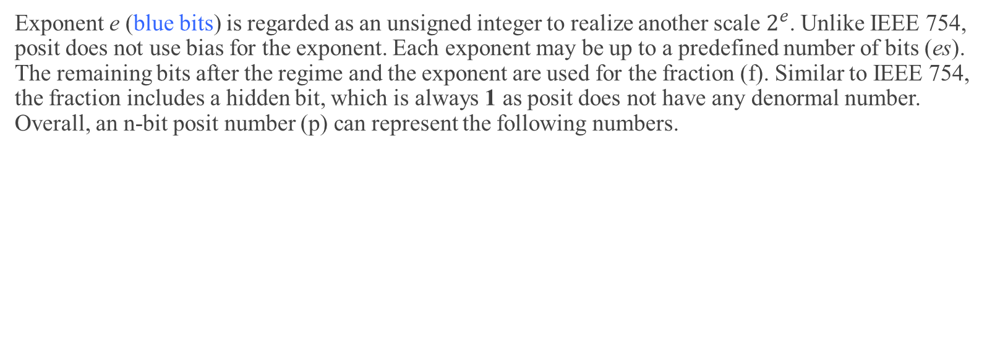 Exponent e (blue bits) is regarded as an unsigned integer to realize another scale 2^e. Unlike IEEE 754,
posit does not use bias for the exponent. Each exponent may be up to a predefined number of bits (es).
The remaining bits after the regime and the exponent are used for the fraction (f). Similar to IEEE 754,
the fraction includes a hidden bit, which is always 1 as posit does not have any denormal number.
Overall, an n-bit posit number (p) can represent the following numbers.